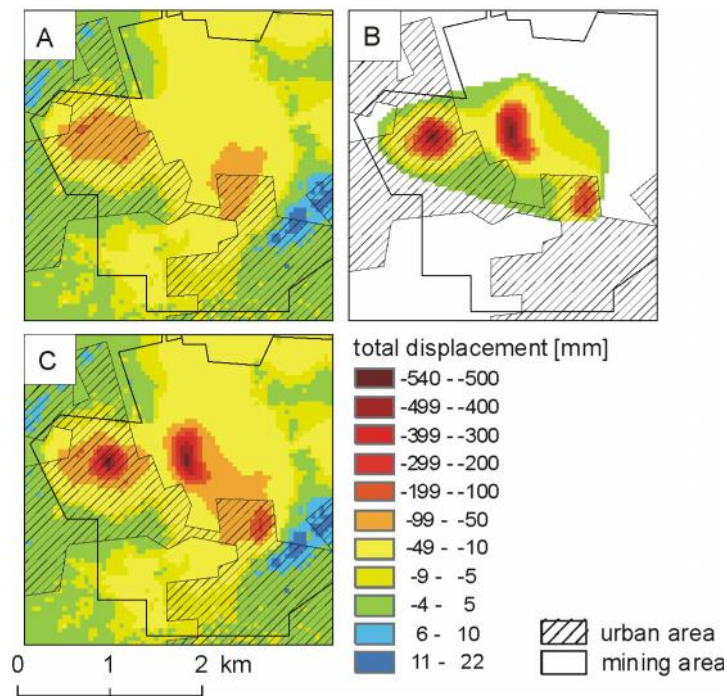 A
B
C
total displacement [mm]
-540 - -500
-499 - -400
-399 - -300
-299 - -200
-199 - -100
-99 - -50
-49 - -10
-9 - -5
-4 - 5
6 - 10
11 - 22
urban area
mining area
0 1 2 km